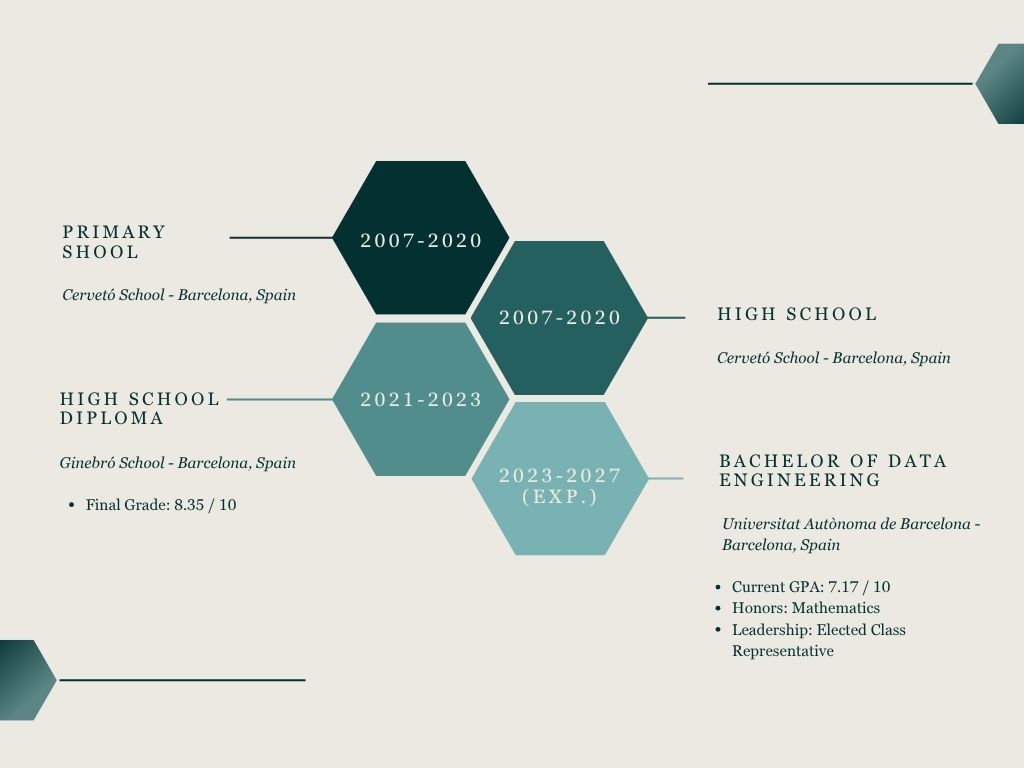 2007-2020
PRIMARY
SHOOL
Cervetó School - Barcelona, Spain
2007-2020
HIGH SCHOOL
Cervetó School - Barcelona, Spain
2021-2023
HIGH SCHOOL
DIPLOMA
Ginebró School - Barcelona, Spain
• Final Grade: 8.35 / 10
2023-2027
(EXP.)
BACHELOR OF DATA
ENGINEERING
Universitat Autònoma de Barcelona -
Barcelona, Spain
• Current GPA: 7.17 / 10
• Honors: Mathematics
• Leadership: Elected Class
Representative